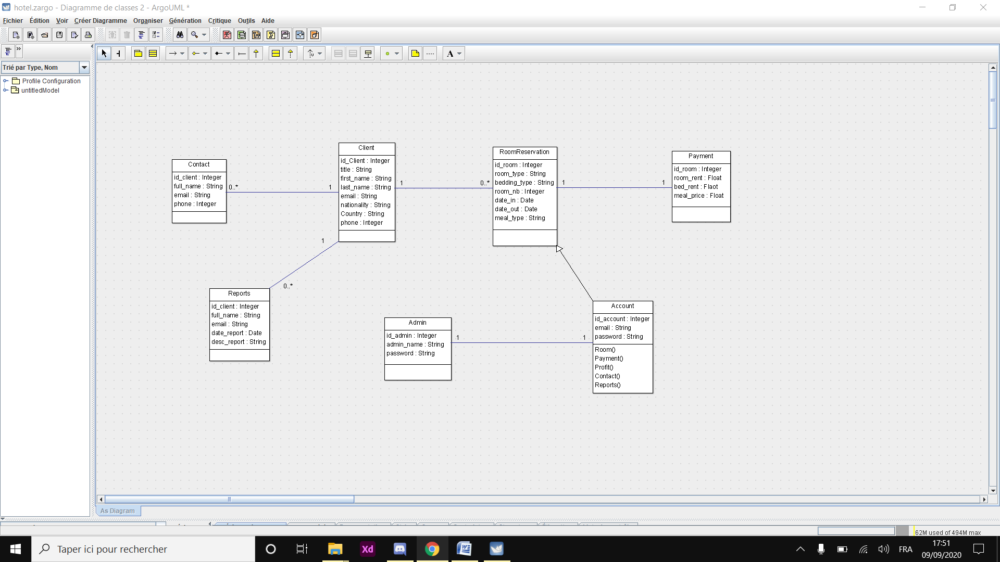 hotel.zargo - Diagramme de classes 2 - ArgoUML *
Fichier Édition Voir Créer Diagramme Organiser Génération Critique Outils Aide
»
A
Trié par Type, Nom
Profile Configuration
untitledModel
Contact
id_client : Integer
full_name : String
email : String
phone : Integer
0..*
1
Client
id_Client : Integer
title : String
first_name : String
last_name : String
email : String
nationality : String
Country : String
phone : Integer
1
0..*
RoomReservation
id_room : Integer
room_type : String
bedding_type : String
room_nb : Integer
date_in : Date
date_out : Date
meal_type : String
1
1
Payment
id_room : Integer
room_rent : Float
bed_rent : Flaot
meal_price : Float
1
0..*
Reports
id_client : Integer
full_name : String
email : String
date_report : Date
desc_report : String
Admin
id_admin : Integer
admin_name : String
password : String
1
1
Account
id_account : Integer
email : String
password : String
Room()
Payment()
Profit()
Contact()
Reports()
As Diagram
62M used of 494M max
Taper ici pour rechercher
Xd
W
FRA
17:51
09/09/2020